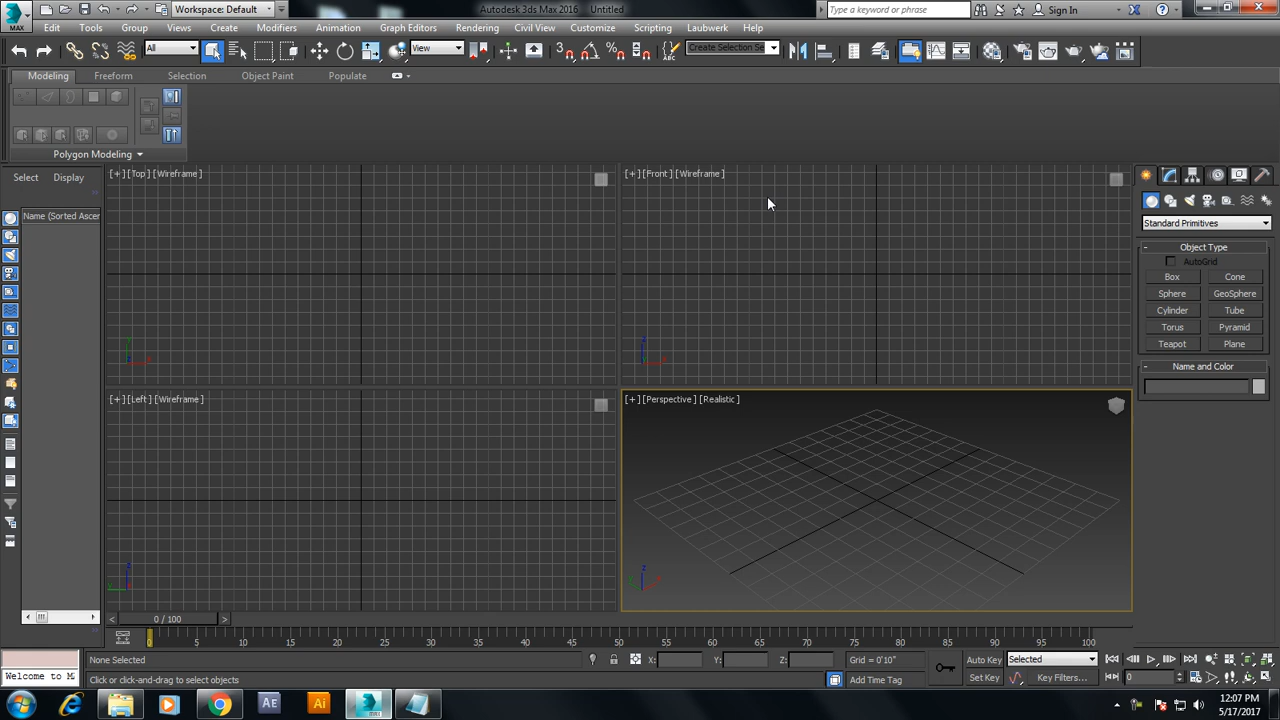 Workspace: Default
Autodesk 3ds Max 2016 Untitled
Type a keyword or phrase
Sign In
MAX
Edit Tools Group Views Create Modifiers Animation Graph Editors Rendering Civil View Customize Scripting Laubwerk Help
All
View
Create Selection Se
Modeling Freeform Selection Object Paint Populate
Polygon Modeling
Select Display
Name (Sorted Ascer
[+] [Top] [Wireframe]
[+] [Front] [Wireframe]
[+] [Left] [Wireframe]
[+] [Perspective] [Realistic]
Standard Primitives
- Object Type
AutoGrid
Box Cone
Sphere GeoSphere
Cylinder Tube
Torus Pyramid
Teapot Plane
- Name and Color
< 0 / 100 >
0 5 10 15 20 25 30 35 40 45 50 55 60 65 70 75 80 85 90 95 100
None Selected
X: Y: Z:
Grid = 0'10"
Auto Key
Selected
Welcome to M
Click or click-and-drag to select objects
Add Time Tag
Set Key
Key Filters...
0
Ae
Ai
MAX
12:07 PM
5/17/2017